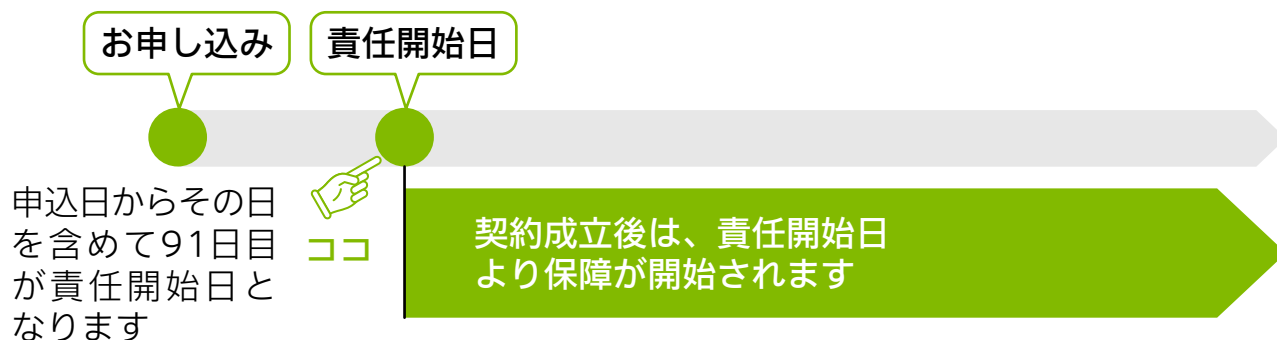 お申し込み
責任開始日
申込日からその日
を含めて91日目
が責任開始日と
なります
ココ
契約成立後は、責任開始日
より保障が開始されます